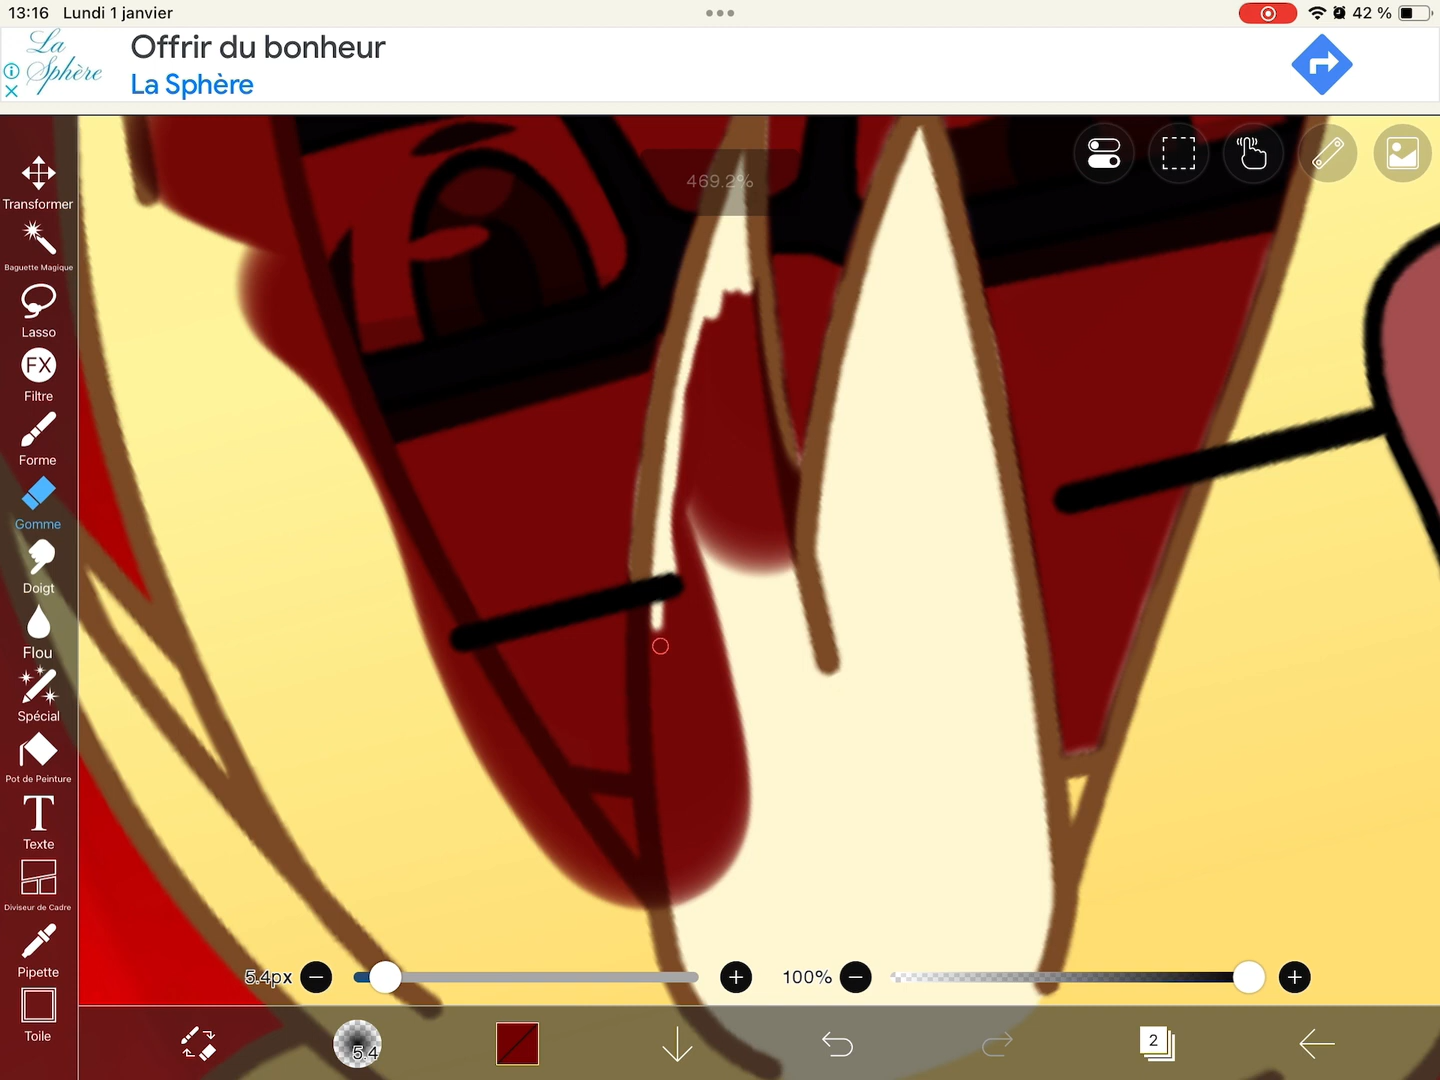 13:16 Lundi 1 janvier
42 %
La Sphère
Offrir du bonheur
La Sphère
469.2%
Transformer
Baguette Magique
Lasso
FX
Filtre
Forme
Gomme
Doigt
Flou
Spécial
Pot de Peinture
T
Texte
Diviseur de Cadre
Pipette
Toile
5.4px
100%
5.4
2